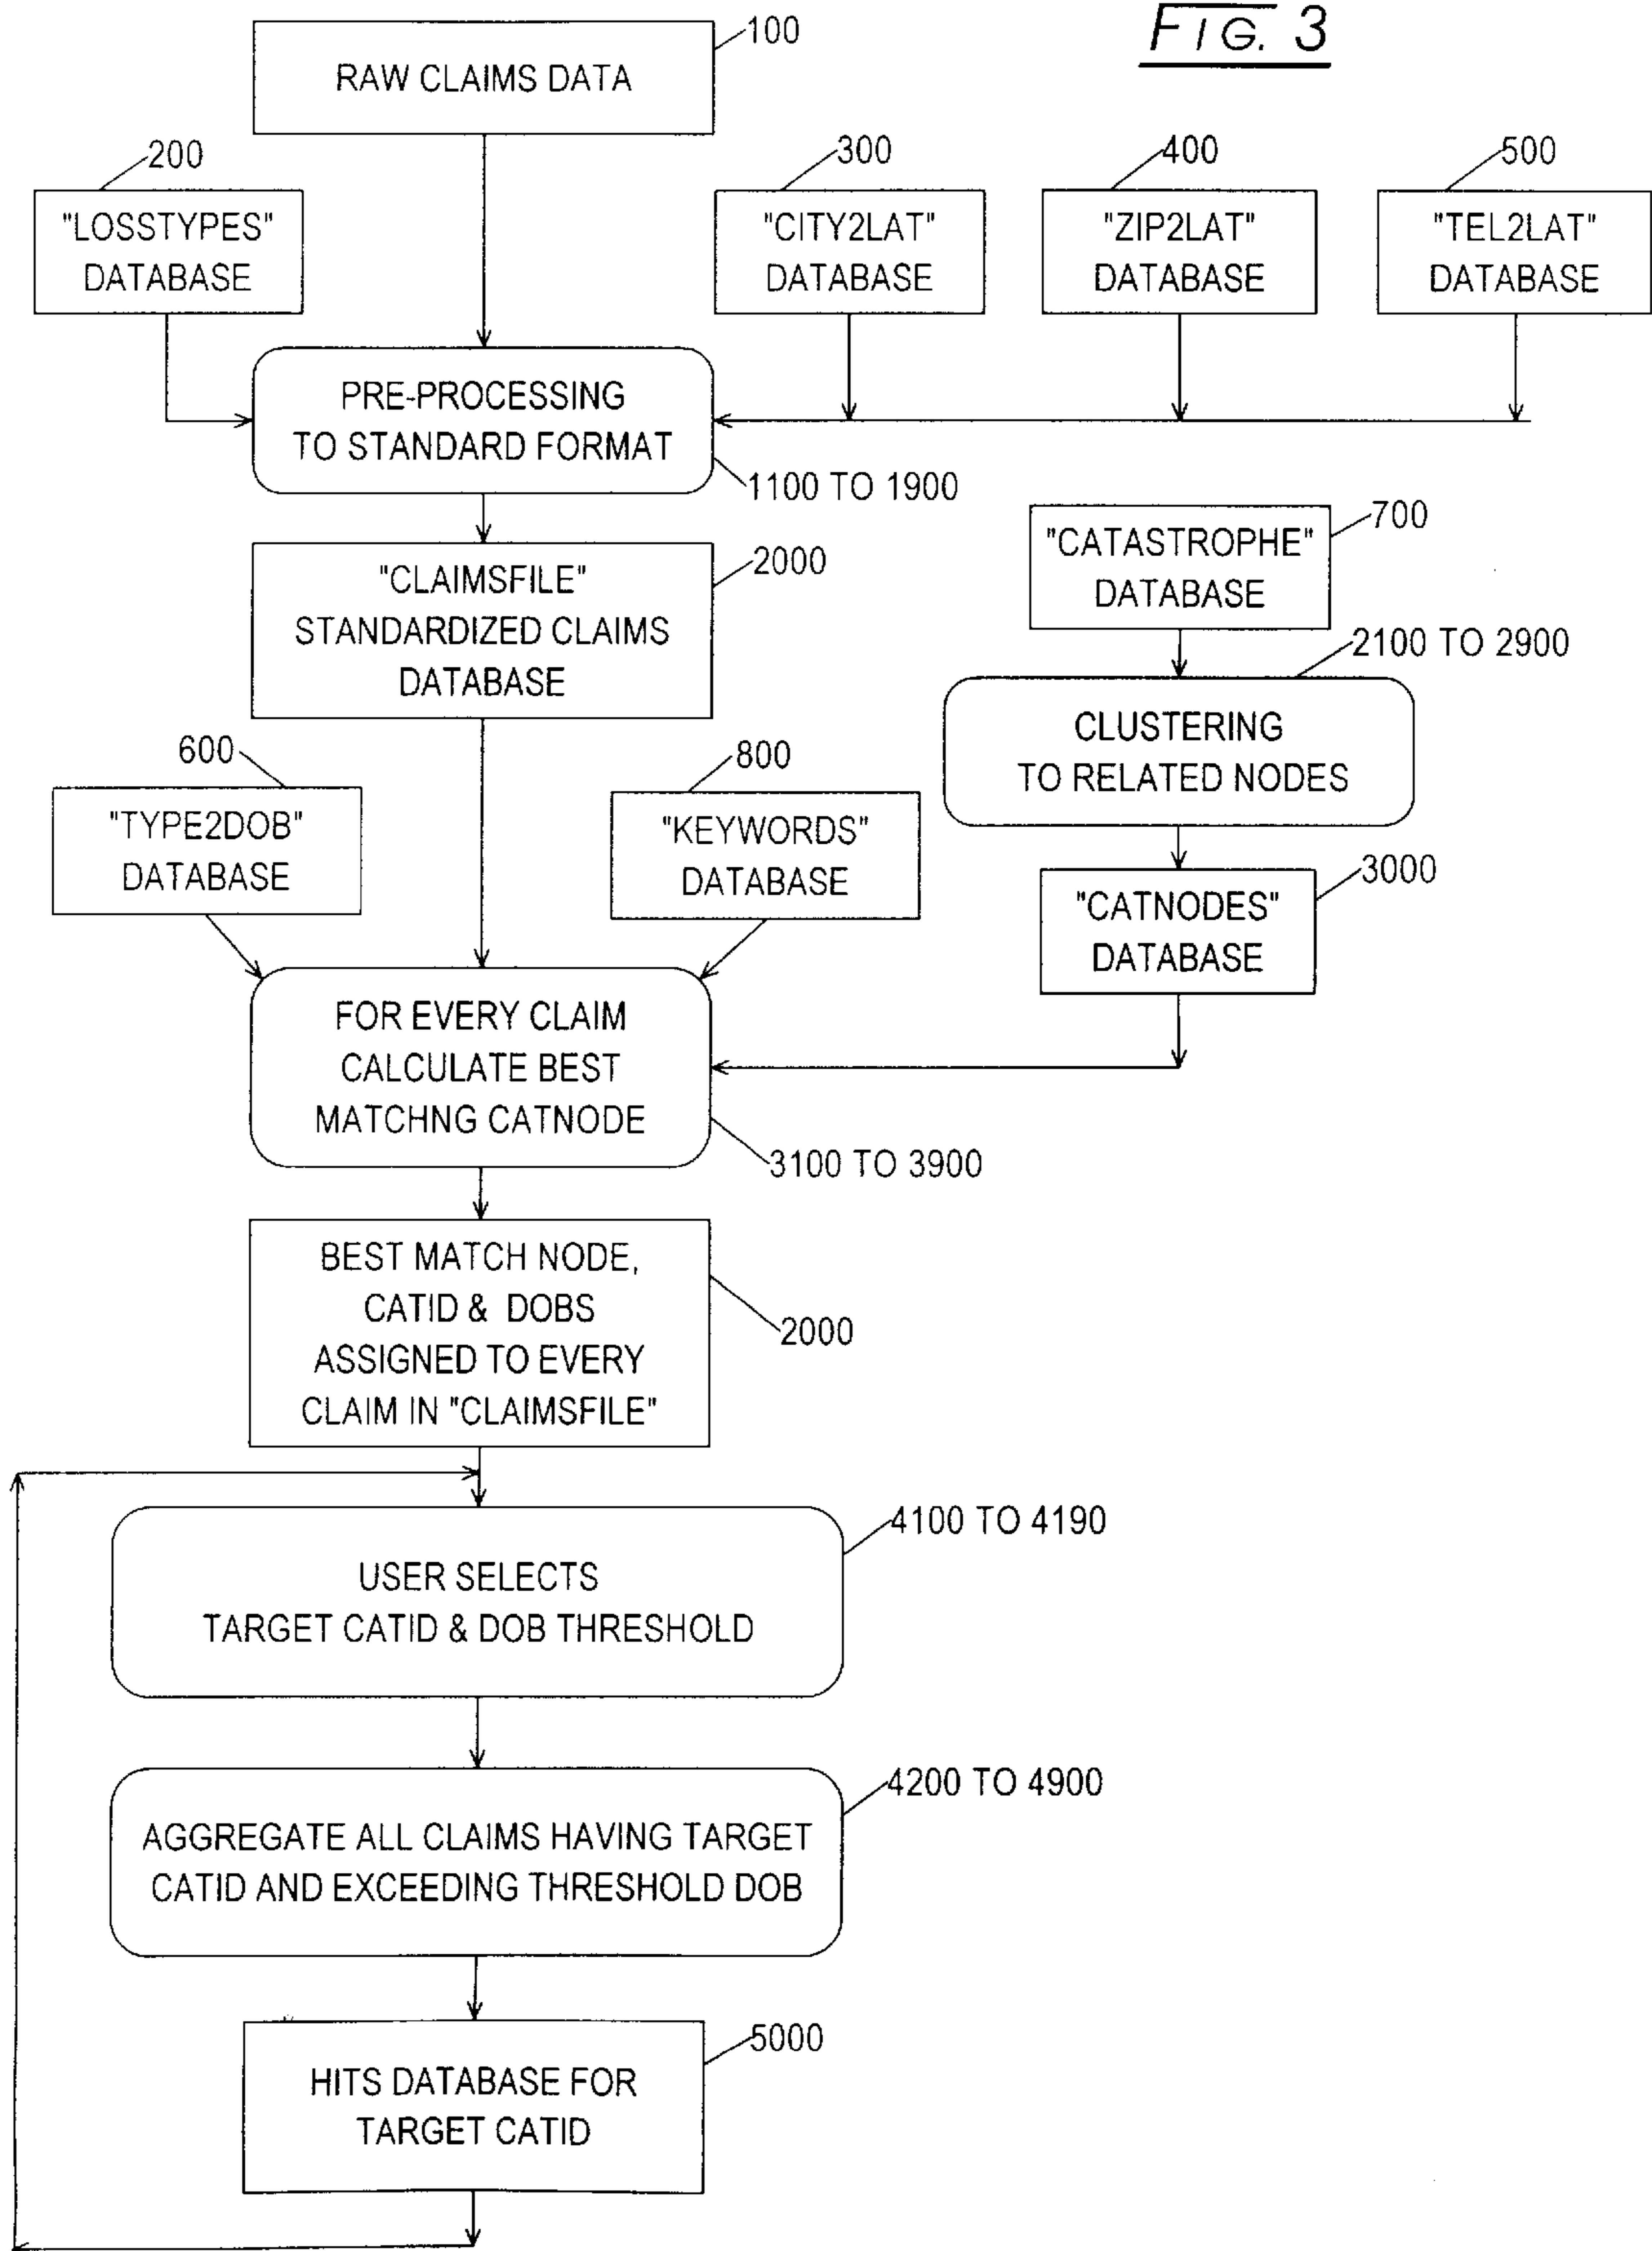 FIG. 3
100
RAW CLAIMS DATA
200
300
400
500
"LOSSTYPES"
DATABASE
"CITY2LAT"
DATABASE
"ZIP2LAT"
DATABASE
"TEL2LAT"
DATABASE
PRE-PROCESSING
TO STANDARD FORMAT
1100 TO 1900
2000
"CLAIMSFILE"
STANDARDIZED CLAIMS
DATABASE
700
"CATASTROPHE"
DATABASE
2100 TO 2900
CLUSTERING
TO RELATED NODES
600
"TYPE2DOB"
DATABASE
800
"KEYWORDS"
DATABASE
3000
"CATNODES"
DATABASE
FOR EVERY CLAIM
CALCULATE BEST
MATCHNG CATNODE
3100 TO 3900
BEST MATCH NODE,
CATID & DOBS
ASSIGNED TO EVERY
CLAIM IN "CLAIMSFILE"
2000
4100 TO 4190
USER SELECTS
TARGET CATID & DOB THRESHOLD
4200 TO 4900
AGGREGATE ALL CLAIMS HAVING TARGET
CATID AND EXCEEDING THRESHOLD DOB
5000
HITS DATABASE FOR
TARGET CATID